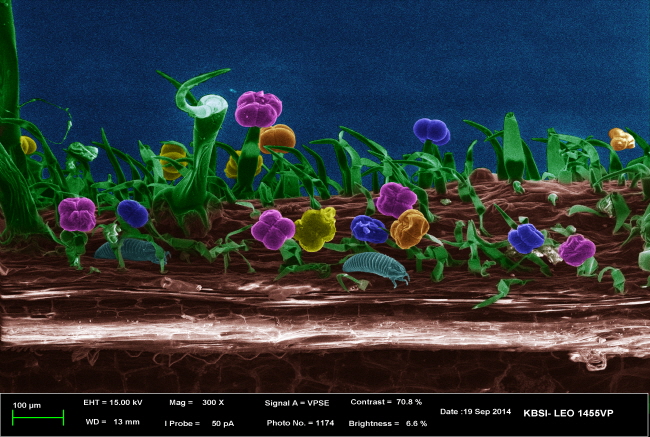 100 µm
EHT = 15.00 kV
Mag = 300 X
Signal A = VPSE
Contrast = 70.8 %
Date :19 Sep 2014
KBSI- LEO 1455VP
WD = 13 mm
I Probe = 50 pA
Photo No. = 1174
Brightness = 6.6 %